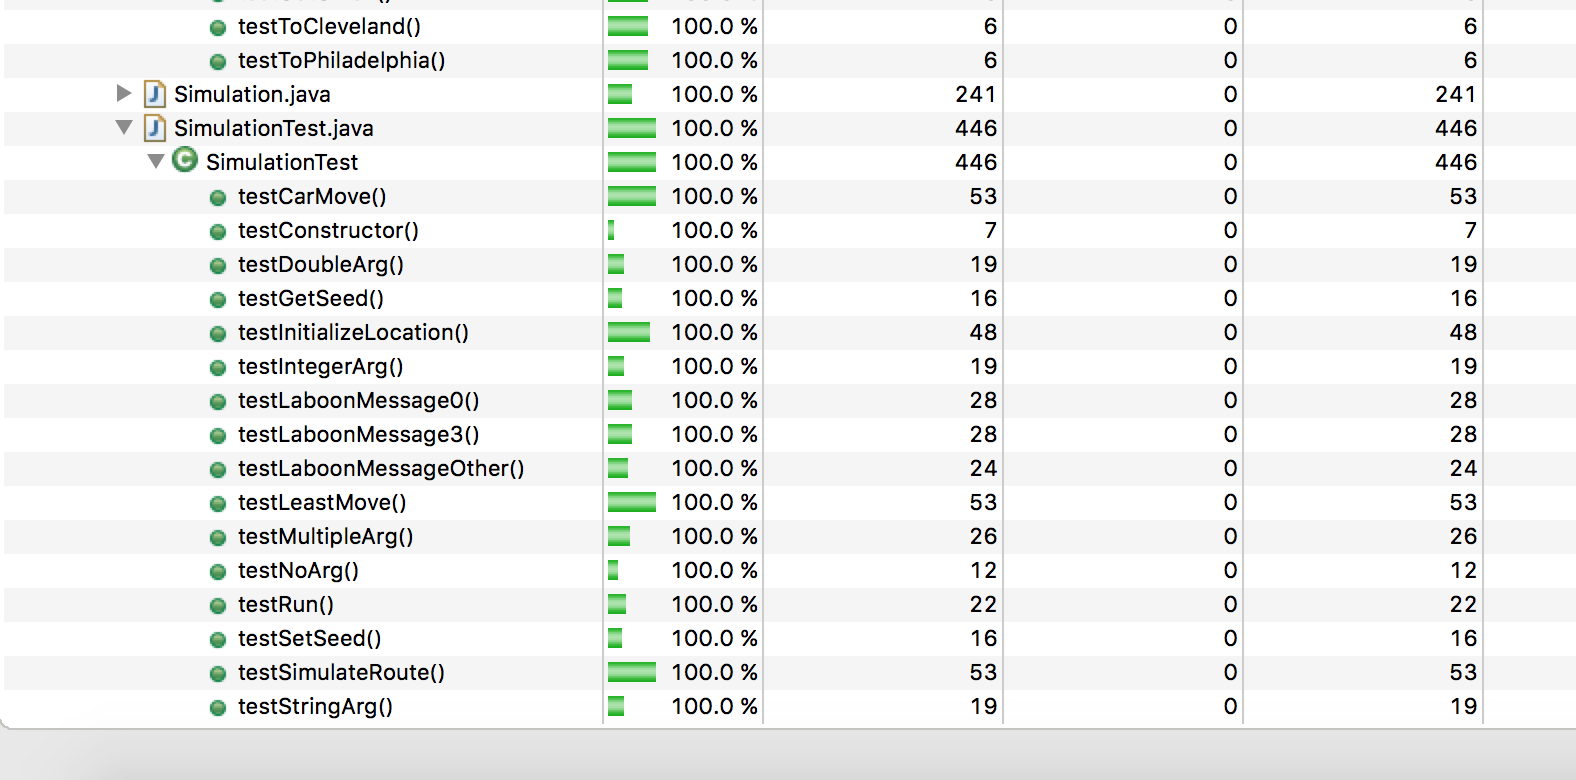 testToCleveland() 100.0 % 6 0 6
testToPhiladelphia() 100.0 % 6 0 6
Simulation.java 100.0 % 241 0 241
SimulationTest.java 100.0 % 446 0 446
SimulationTest 100.0 % 446 0 446
testCarMove() 100.0 % 53 0 53
testConstructor() 100.0 % 7 0 7
testDoubleArg() 100.0 % 19 0 19
testGetSeed() 100.0 % 16 0 16
testInitializeLocation() 100.0 % 48 0 48
testIntegerArg() 100.0 % 19 0 19
testLaboonMessage0() 100.0 % 28 0 28
testLaboonMessage3() 100.0 % 28 0 28
testLaboonMessageOther() 100.0 % 24 0 24
testLeastMove() 100.0 % 53 0 53
testMultipleArg() 100.0 % 26 0 26
testNoArg() 100.0 % 12 0 12
testRun() 100.0 % 22 0 22
testSetSeed() 100.0 % 16 0 16
testSimulateRoute() 100.0 % 53 0 53
testStringArg() 100.0 % 19 0 19